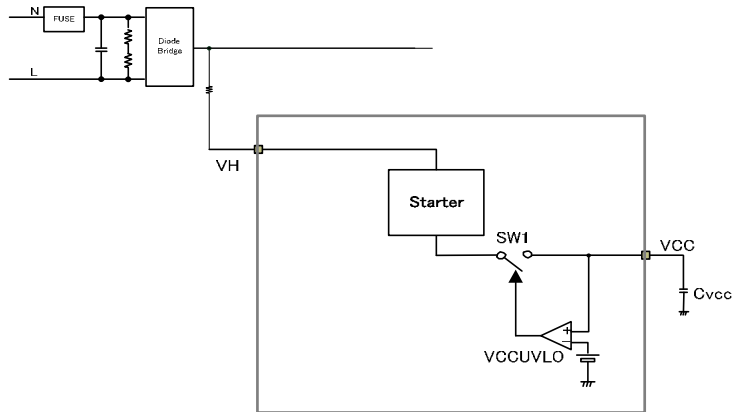 N
FUSE
Diode
Bridge
L
VH
Starter
SW1
VCC
Cvcc
+
−
VCCUVLO